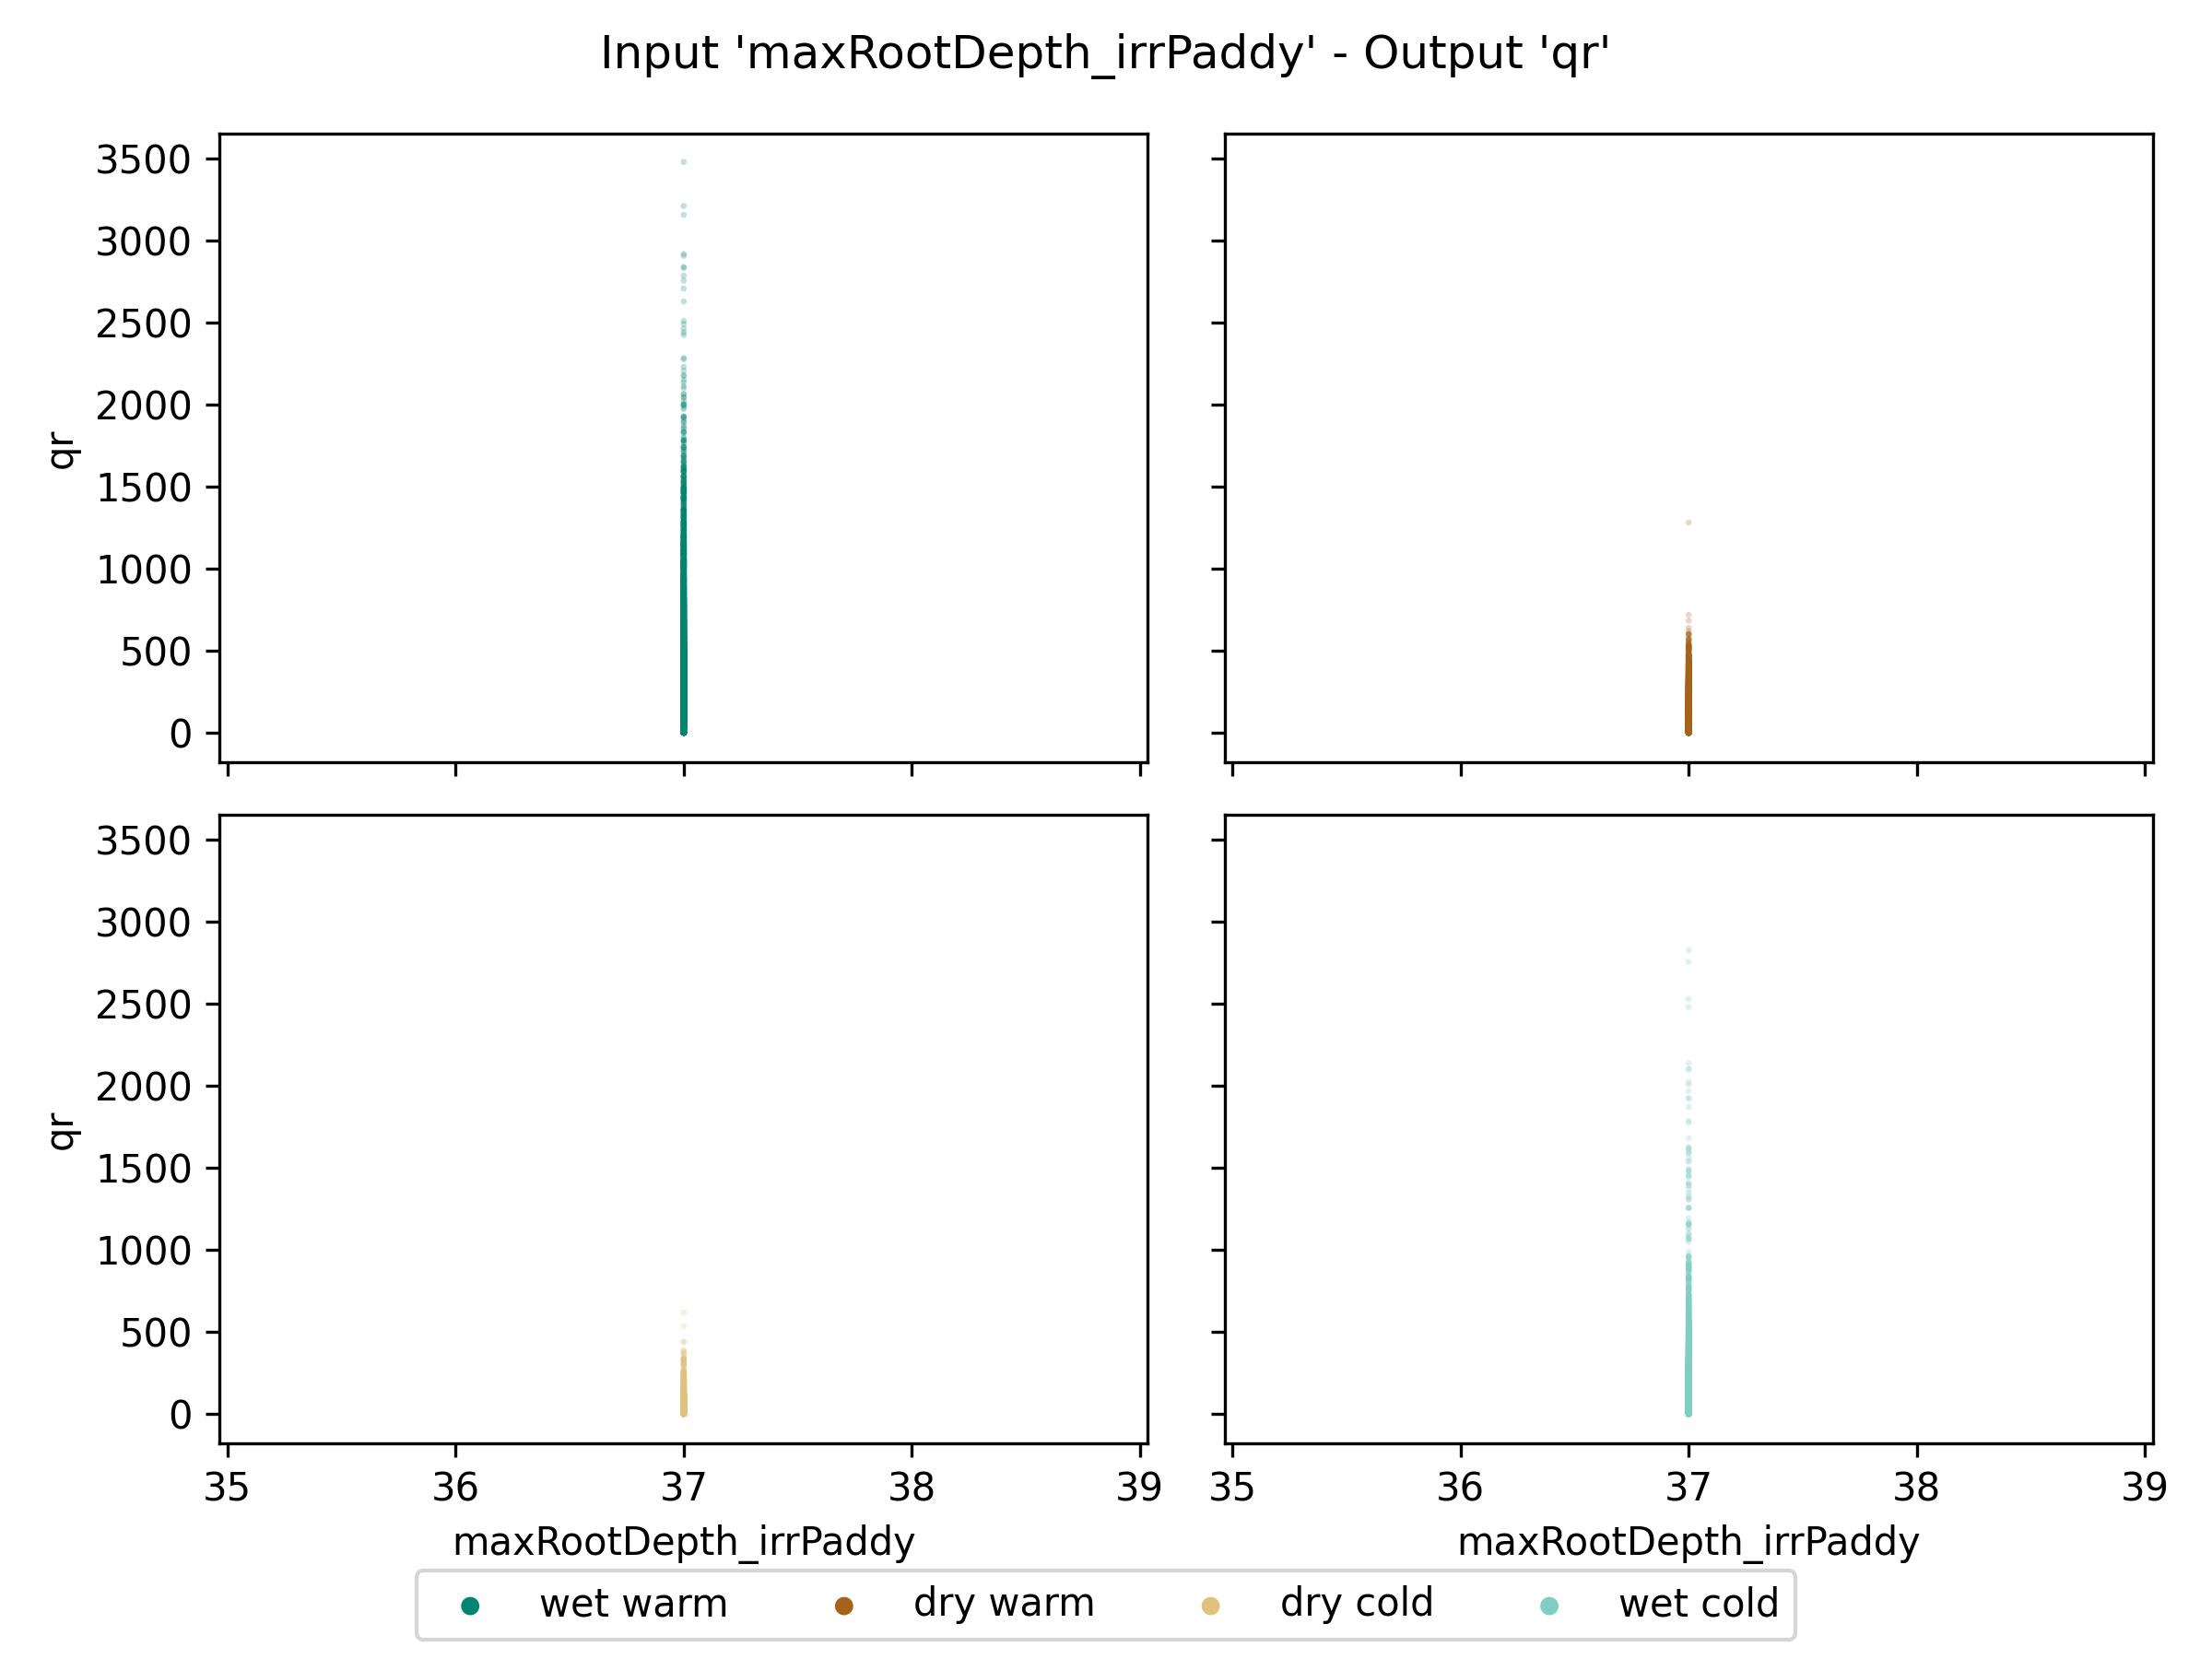 Input 'maxRootDepth_irrPaddy' - Output 'qr'
3500
3000
2500
2000
1500
1000
500
0
qr
3500
3000
2500
2000
1500
1000
500
0
qr
35 36 37 38 39
35 36 37 38 39
maxRootDepth_irrPaddy
maxRootDepth_irrPaddy
wet warm dry warm dry cold wet cold